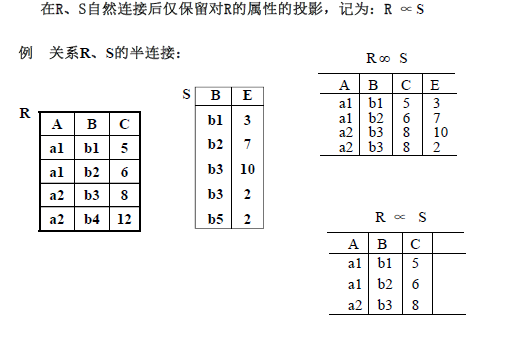 在R、S自然连接后仅保留对R的属性的投影，记为：R ∝ S
例 关系R、S的半连接：
R
A B C
a1 b1 5
a1 b2 6
a2 b3 8
a2 b4 12
S
B E
b1 3
b2 7
b3 10
b3 2
b5 2
R∞ S
A B C E
a1 b1 5 3
a1 b2 6 7
a2 b3 8 10
a2 b3 8 2
R ∝ S
A B C
a1 b1 5
a1 b2 6
a2 b3 8